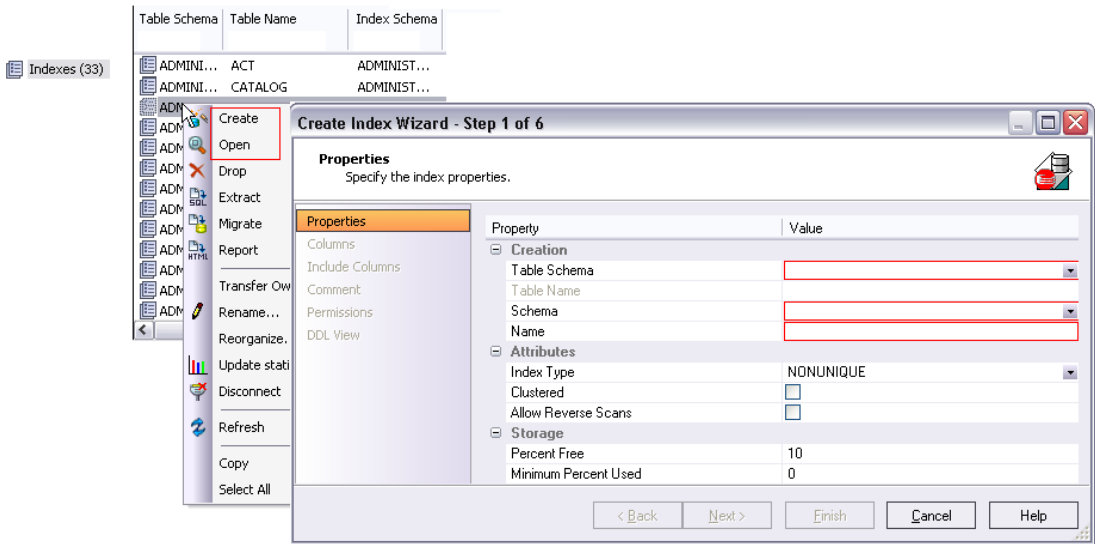 Table Schema Table Name Index Schema
Indexes (33)
ADMINI... ACT ADMINIST...
ADMINI... CATALOG ADMINIST...
Create
Open
Drop
Extract
SQL
Migrate
Report
HTML
Transfer Ow
Rename...
Reorganize.
Update stati
Disconnect
Refresh
Copy
Select All
Create Index Wizard - Step 1 of 6
Properties
Specify the index properties.
Properties
Columns
Include Columns
Comment
Permissions
DDL View
Property Value
Creation
Table Schema
Table Name
Schema
Name
Attributes
Index Type NONUNIQUE
Clustered
Allow Reverse Scans
Storage
Percent Free 10
Minimum Percent Used 0
< Back Next > Finish Cancel Help